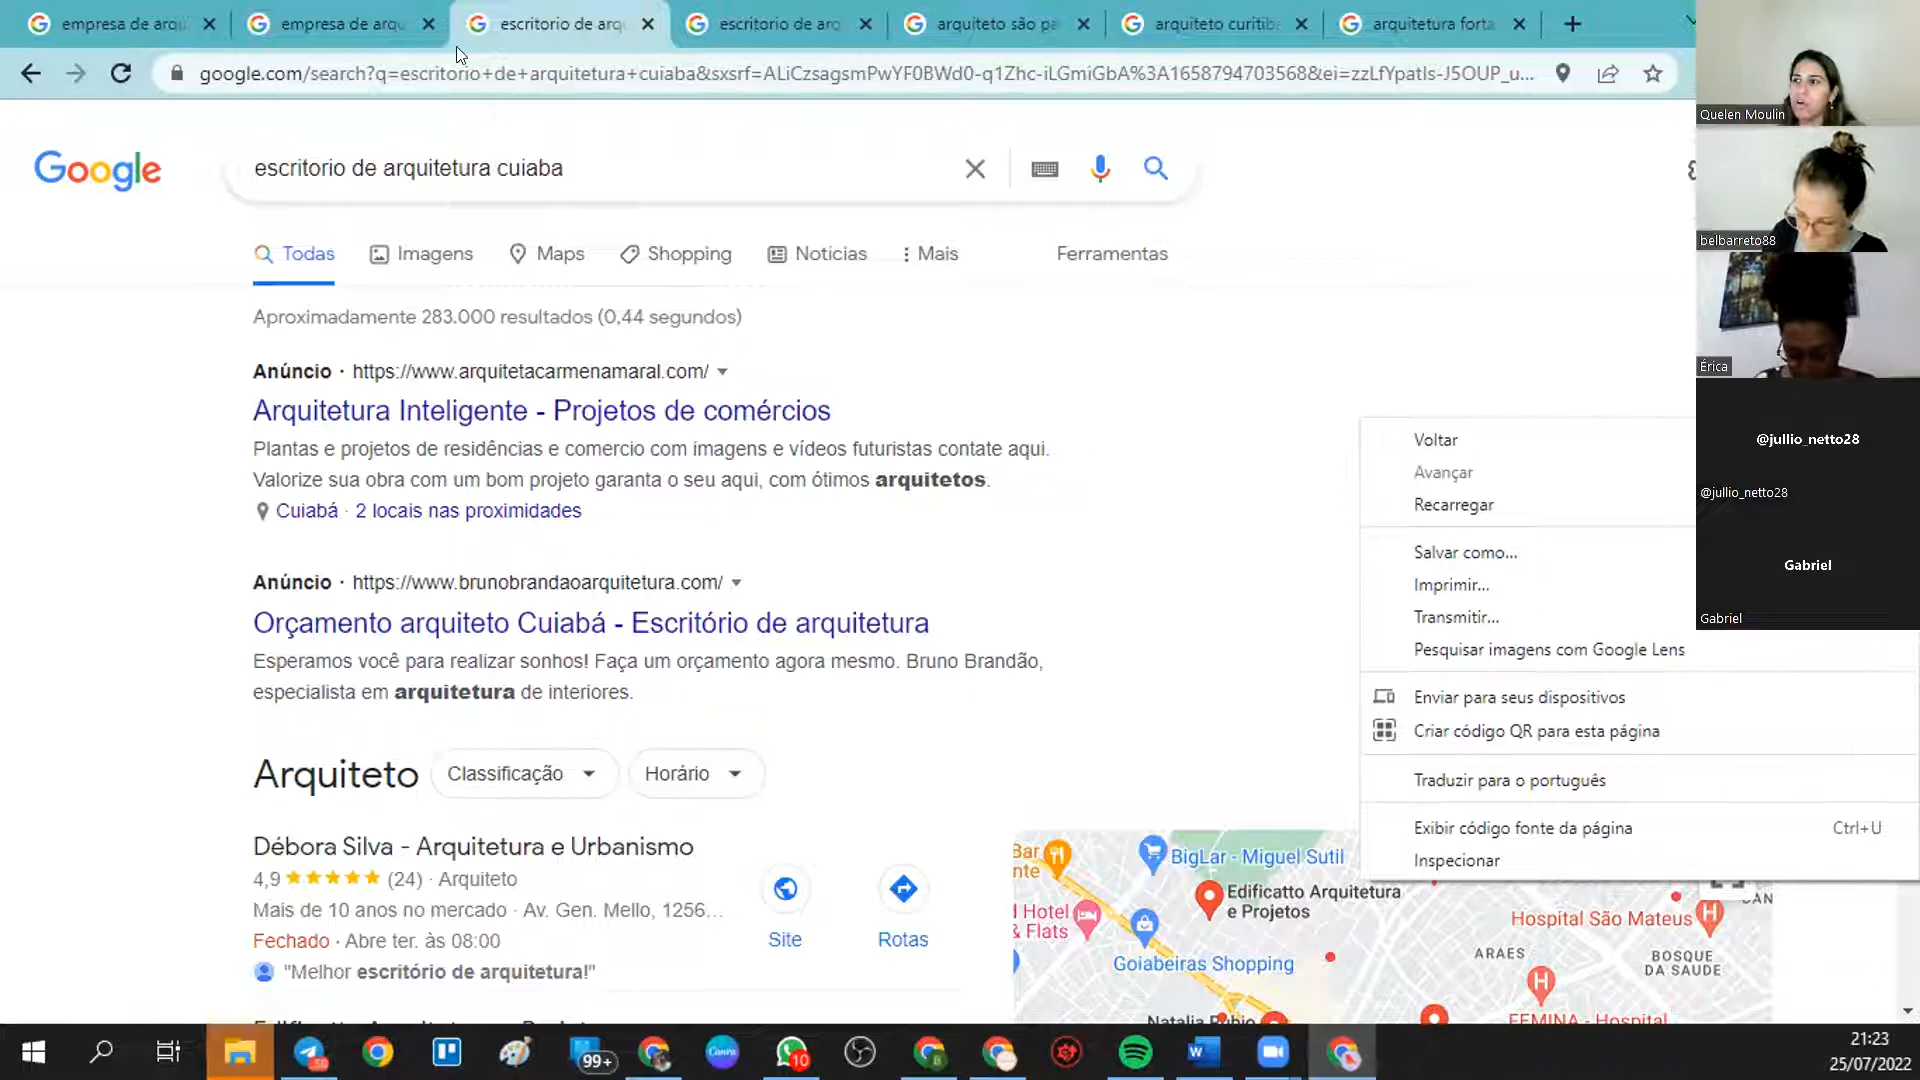 empresa de arqu
empresa de arqu
escritorio de arq
escritorio de arq
arquiteto são pa
arquiteto curitib
arquitetura forta
google.com/search?q=escritorio+de+arquitetura+cuiaba&sxsrf=ALiCzsagsmPwYF0BWd0-q1Zhc-iLGmiGbA%3A1658794703568&ei=zzLfYpatIs-J5OUP_u...
Google
escritorio de arquitetura cuiaba
Todas
Imagens
Maps
Shopping
Notícias
Mais
Ferramentas
Aproximadamente 283.000 resultados (0,44 segundos)
Anúncio · https://www.arquitetacarmenamaral.com/
Arquitetura Inteligente - Projetos de comércios
Plantas e projetos de residências e comercio com imagens e vídeos futuristas contate aqui.
Valorize sua obra com um bom projeto garanta o seu aqui, com ótimos arquitetos.
Cuiabá · 2 locais nas proximidades
Anúncio · https://www.brunobrandaoarquitetura.com/
Orçamento arquiteto Cuiabá - Escritório de arquitetura
Esperamos você para realizar sonhos! Faça um orçamento agora mesmo. Bruno Brandão,
especialista em arquitetura de interiores.
Arquiteto
Classificação
Horário
Débora Silva - Arquitetura e Urbanismo
4,9 (24) · Arquiteto
Mais de 10 anos no mercado · Av. Gen. Mello, 1256...
Fechado · Abre ter. às 08:00
"Melhor escritório de arquitetura!"
Site
Rotas
Bar
nte
BigLar - Miguel Sutil
Edificatto Arquitetura
e Projetos
d Hotel
& Flats
Goiabeiras Shopping
Hospital São Mateus
ARAES
BOSQUE
DA SAUDE
Natalia Rubio
FEMINA - Hospital
Voltar
Avançar
Recarregar
Salvar como...
Imprimir...
Transmitir...
Pesquisar imagens com Google Lens
Enviar para seus dispositivos
Criar código QR para esta página
Traduzir para o português
Exibir código fonte da página Ctrl+U
Inspecionar
Quelen Moulin
belbarreto88
Érica
@jullio_netto28
@jullio_netto28
Gabriel
Gabriel
99+
Canva
10
21:23
25/07/2022